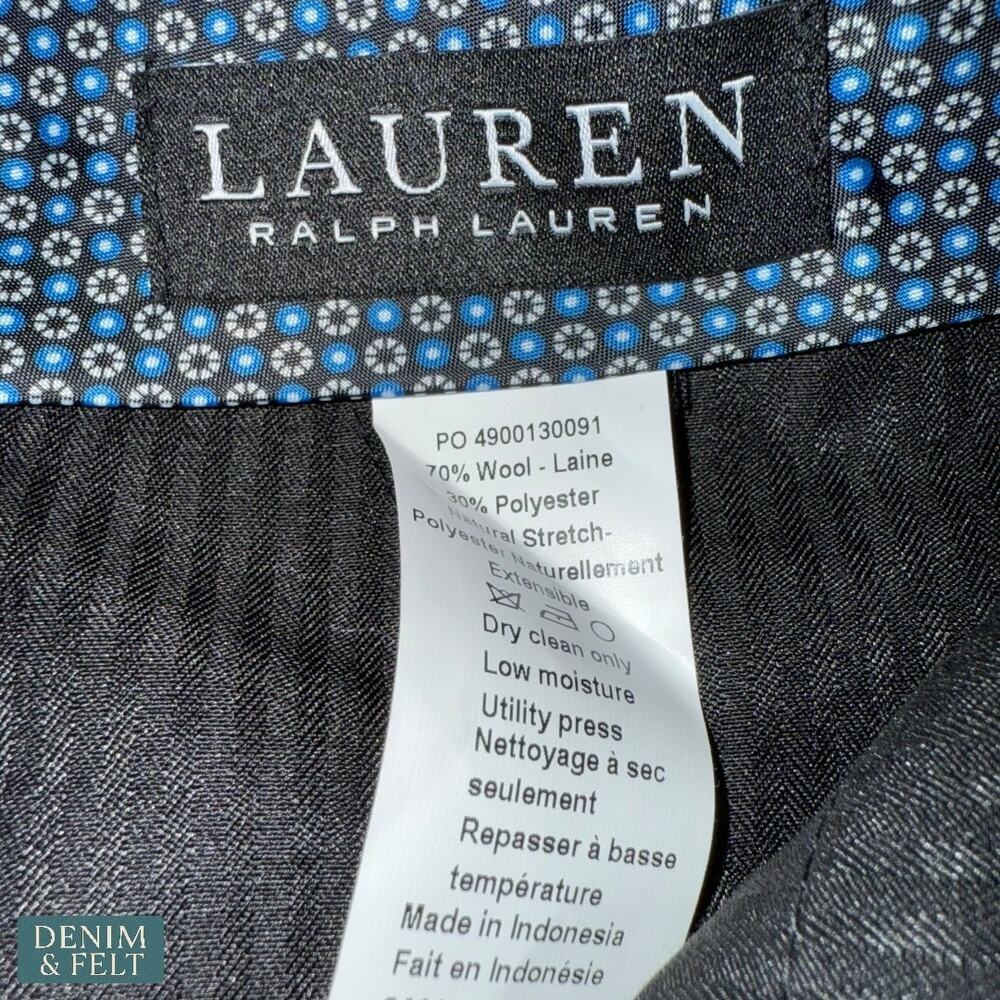 LAUREN
RALPH LAUREN
PO 4900130091
70% Wool - Laine
30% Polyester
Natural Stretch-
Polyester Naturellement
Extensible
Dry clean only
Low moisture
Utility press
Nettoyage à sec
seulement
Repasser à basse
température
Made in Indonesia
Fait en Indonésie
DENIM
& FELT